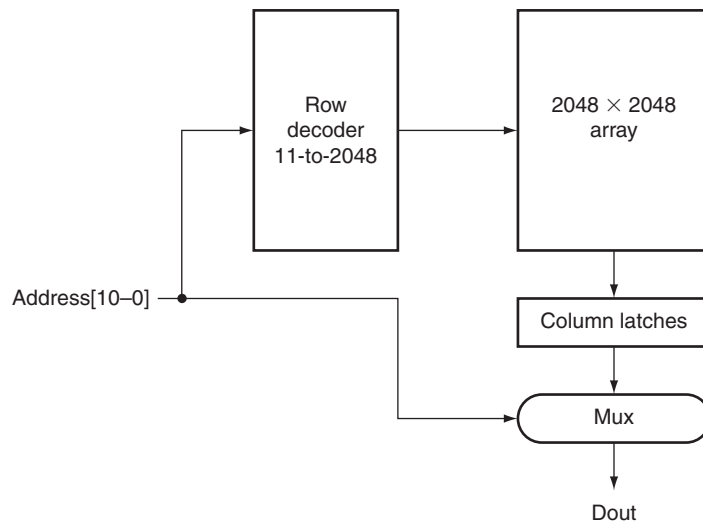 Row
decoder
11-to-2048
2048 × 2048
array
Address[10–0]
Column latches
Mux
Dout